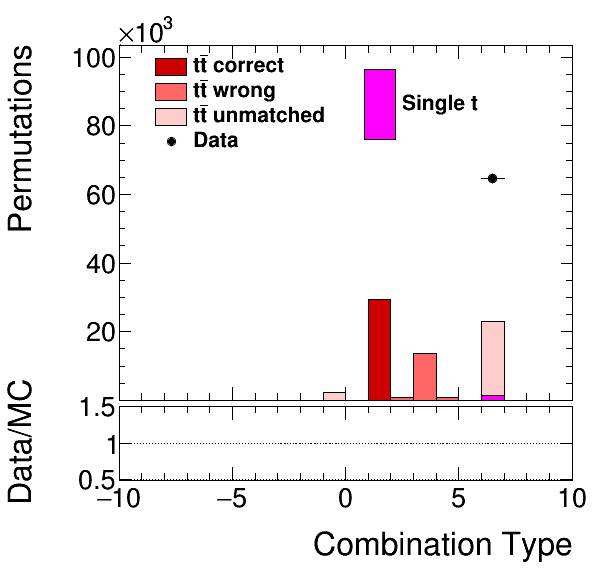 ×10³
Permutations
100
80
60
40
20
tt̄ correct
tt̄ wrong
tt̄ unmatched
Data
Single t
Data/MC
1.5
1
0.5
−10
−5
0
5
10
Combination Type